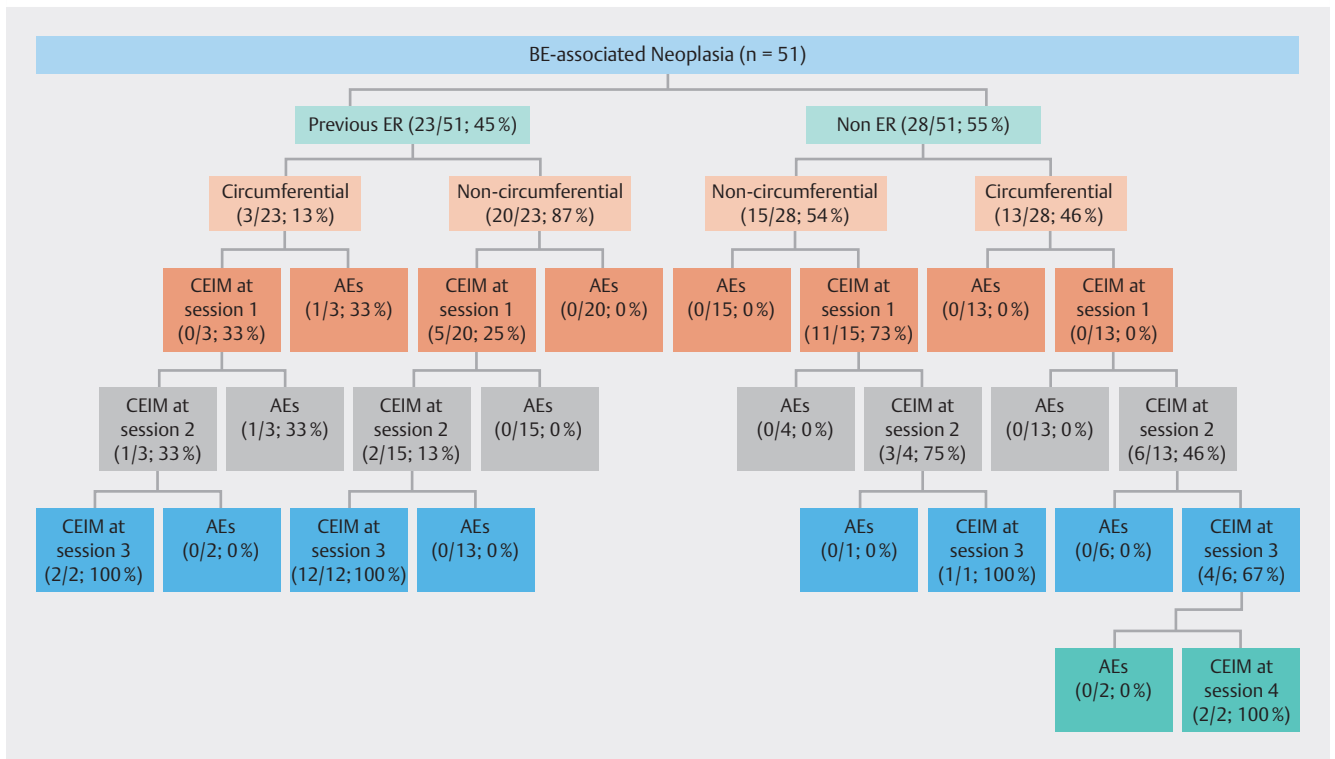 BE-associated Neoplasia (n = 51)
Previous ER (23/51; 45 %)
Non ER (28/51; 55 %)
Circumferential
(3/23; 13 %)
Non-circumferential
(20/23; 87 %)
Non-circumferential
(15/28; 54 %)
Circumferential
(13/28; 46 %)
CEIM at
session 1
(0/3; 33 %)
AEs
(1/3; 33 %)
CEIM at
session 1
(5/20; 25 %)
AEs
(0/20; 0 %)
AEs
(0/15; 0 %)
CEIM at
session 1
(11/15; 73 %)
AEs
(0/13; 0 %)
CEIM at
session 1
(0/13; 0 %)
CEIM at
session 2
(1/3; 33 %)
AEs
(1/3; 33 %)
CEIM at
session 2
(2/15; 13 %)
AEs
(0/15; 0 %)
AEs
(0/4; 0 %)
CEIM at
session 2
(3/4; 75 %)
AEs
(0/13; 0 %)
CEIM at
session 2
(6/13; 46 %)
CEIM at
session 3
(2/2; 100 %)
AEs
(0/2; 0 %)
CEIM at
session 3
(12/12; 100 %)
AEs
(0/13; 0 %)
AEs
(0/1; 0 %)
CEIM at
session 3
(1/1; 100 %)
AEs
(0/6; 0 %)
CEIM at
session 3
(4/6; 67 %)
AEs
(0/2; 0 %)
CEIM at
session 4
(2/2; 100 %)